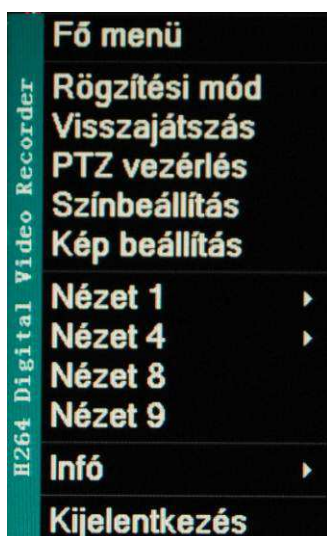 H264 Digital Video Recorder
Fő menü
Rögzítési mód
Visszajátszás
PTZ vezérlés
Színbeállítás
Kép beállítás
Nézet 1
Nézet 4
Nézet 8
Nézet 9
Infó
Kijelentkezés